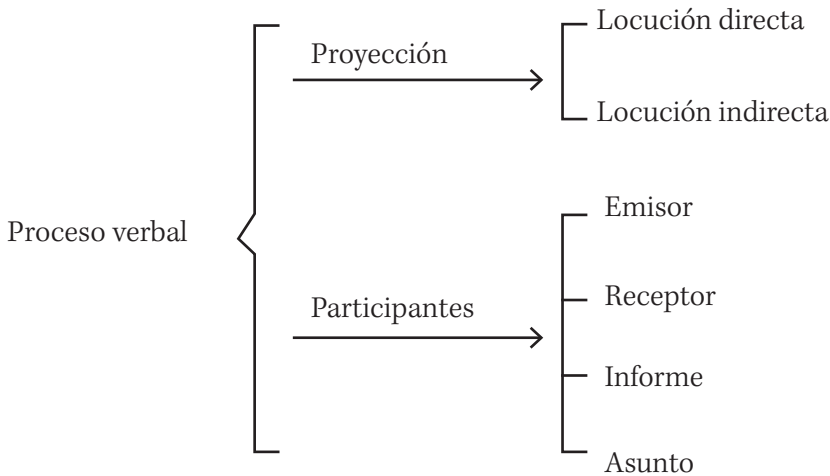 Proyección
Locución directa
Locución indirecta
Proceso verbal
Participantes
Emisor
Receptor
Informe
Asunto